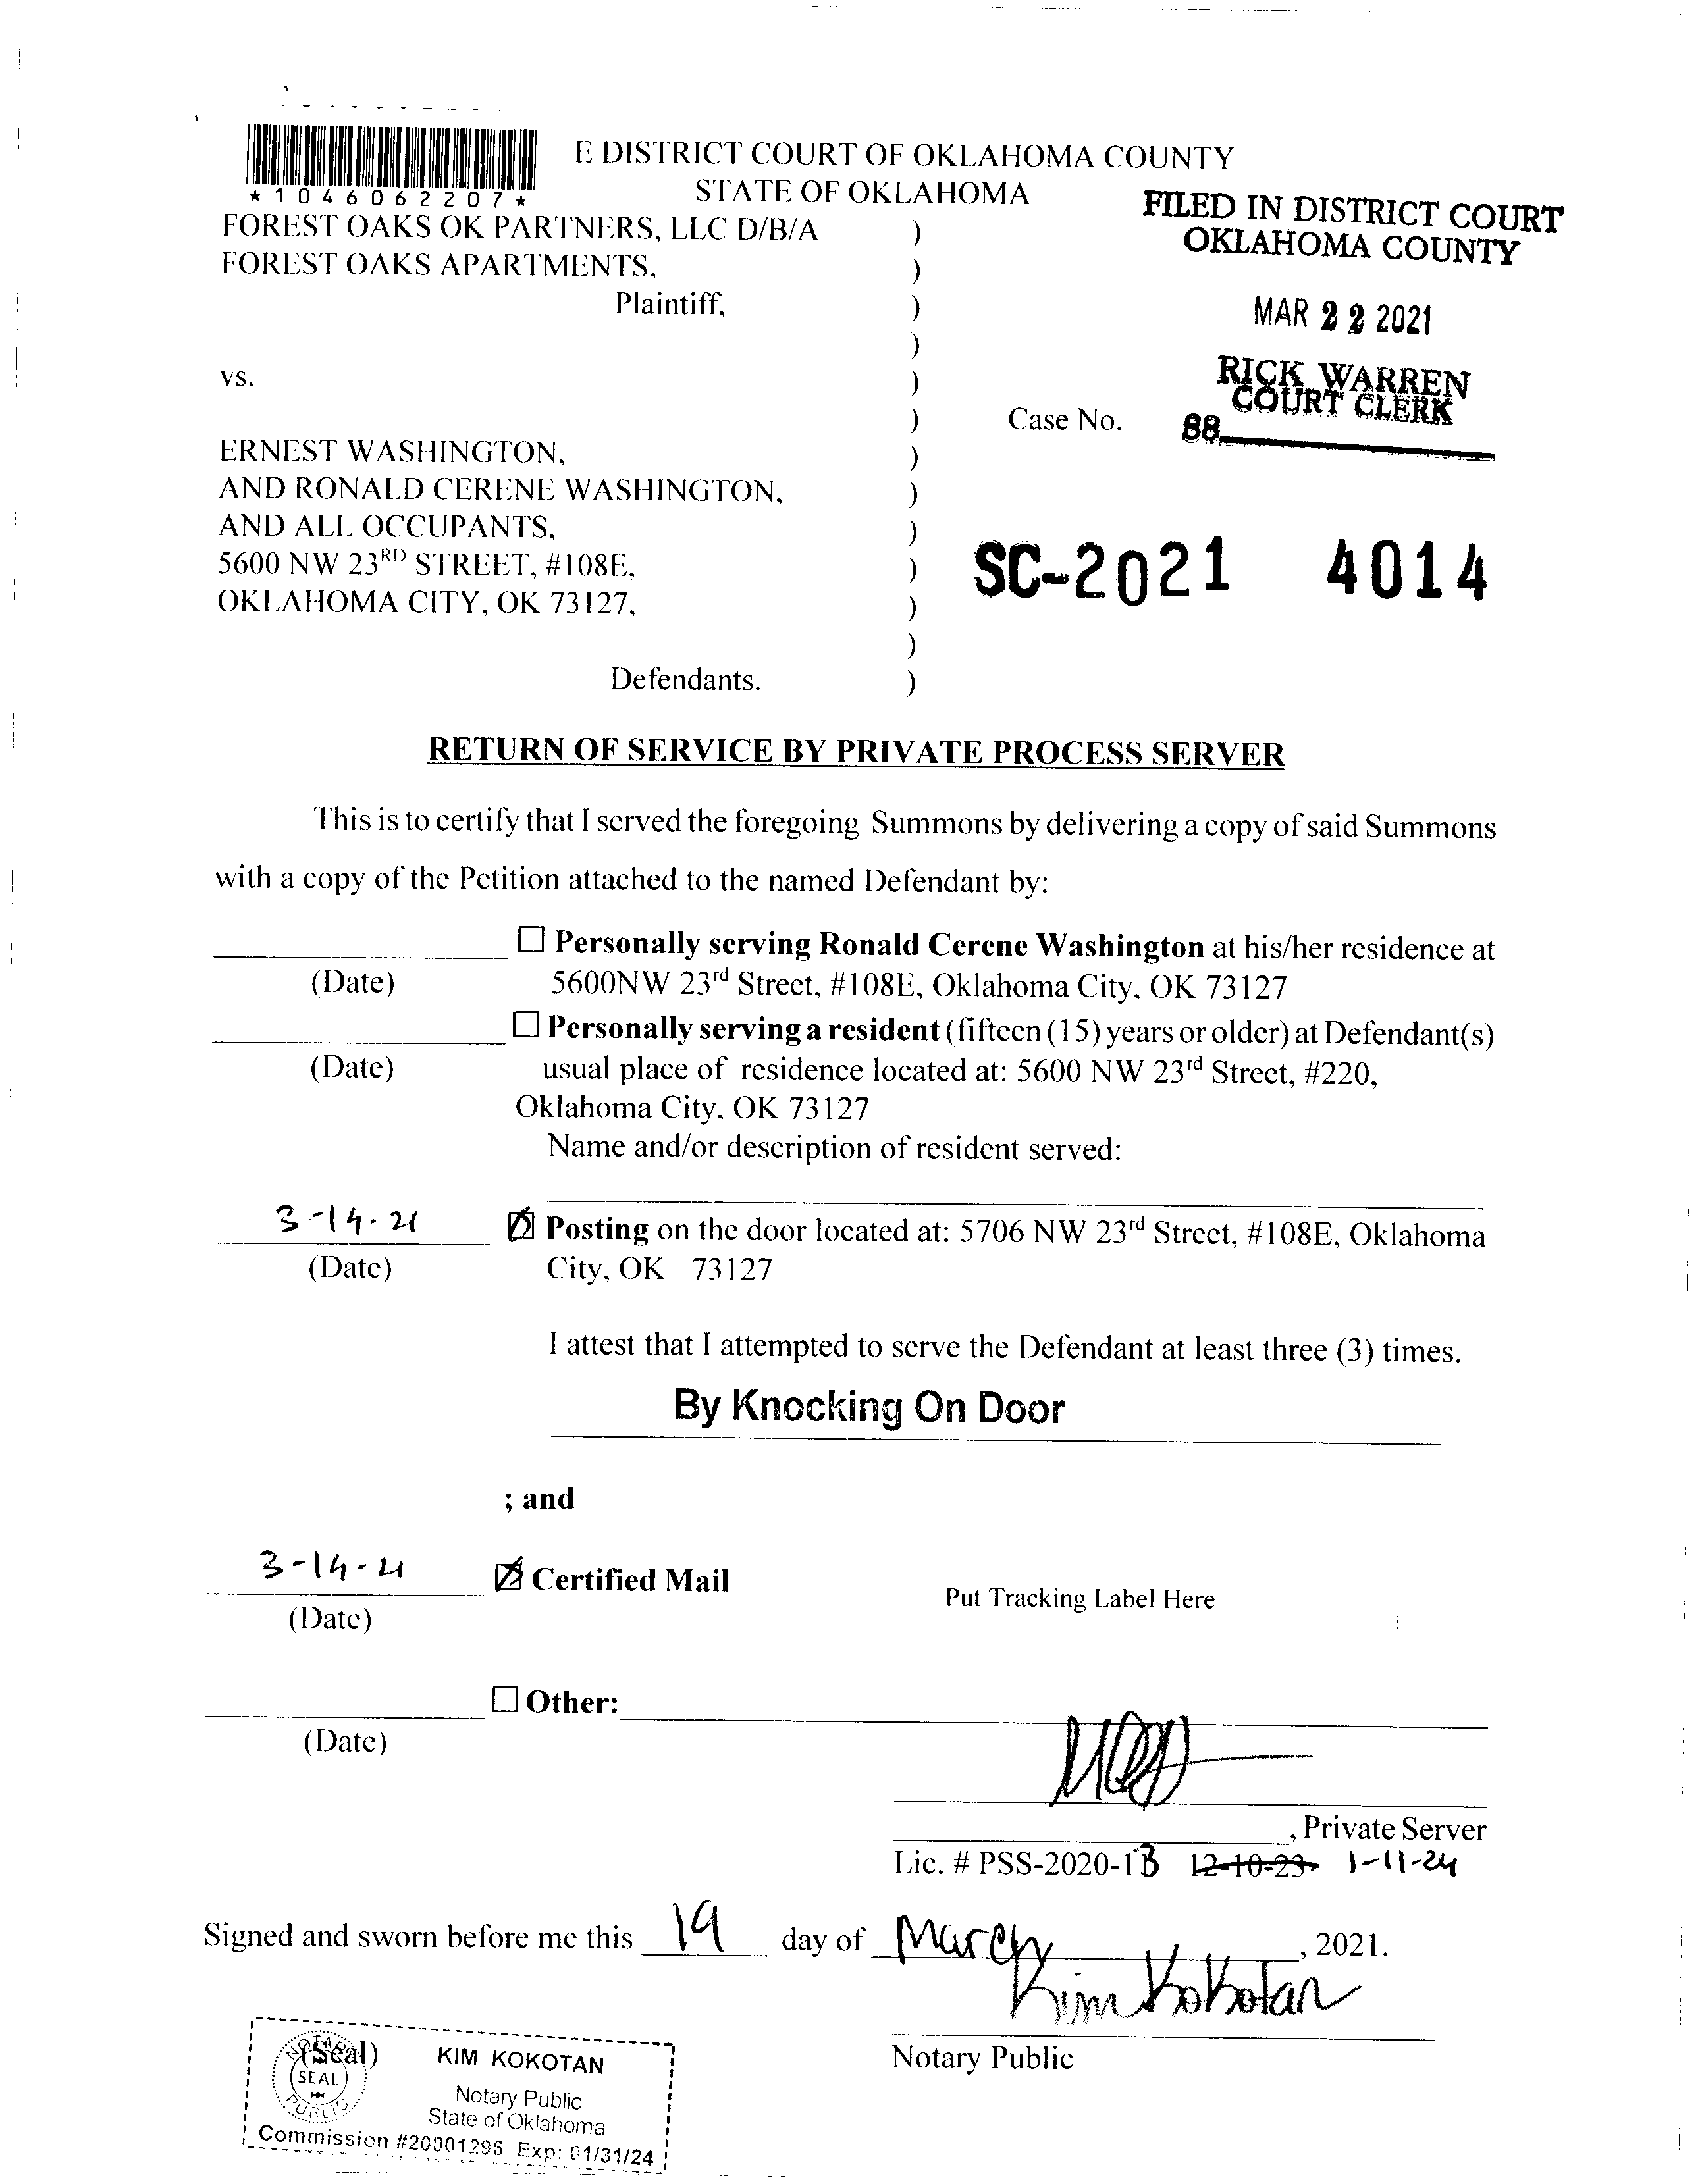 *1046062207*
E DISTRICT COURT OF OKLAHOMA COUNTY
STATE OF OKLAHOMA
FILED IN DISTRICT COURT
OKLAHOMA COUNTY
MAR 22 2021
RICK WARREN
COURT CLERK
88
FOREST OAKS OK PARTNERS, LLC D/B/A )
FOREST OAKS APARTMENTS, )
Plaintiff, )
)
vs. )
) Case No.
ERNEST WASHINGTON, )
AND RONALD CERENE WASHINGTON, )
AND ALL OCCUPANTS, )
5600 NW 23RD STREET, #108E, ) SC-2021 4014
OKLAHOMA CITY, OK 73127, )
)
Defendants. )
RETURN OF SERVICE BY PRIVATE PROCESS SERVER
This is to certify that I served the foregoing Summons by delivering a copy of said Summons
with a copy of the Petition attached to the named Defendant by:
☐ Personally serving Ronald Cerene Washington at his/her residence at
(Date) 5600NW 23rd Street, #108E, Oklahoma City, OK 73127
☐ Personally serving a resident (fifteen (15) years or older) at Defendant(s)
(Date) usual place of residence located at: 5600 NW 23rd Street, #220,
Oklahoma City, OK 73127
Name and/or description of resident served:
3-14-21 ☑ Posting on the door located at: 5706 NW 23rd Street, #108E, Oklahoma
(Date) City, OK 73127
I attest that I attempted to serve the Defendant at least three (3) times.
By Knocking On Door
; and
3-14-21 ☑ Certified Mail Put Tracking Label Here
(Date)
☐ Other:
(Date)
, Private Server
Lic. # PSS-2020-13 12-10-23 1-11-24
Signed and sworn before me this 19 day of March, 2021.
Kim Kokotan
Notary Public
(Seal)
NOTARY
SEAL
PUBLIC
KIM KOKOTAN
Notary Public
State of Oklahoma
Commission #20001296 Exp: 01/31/24